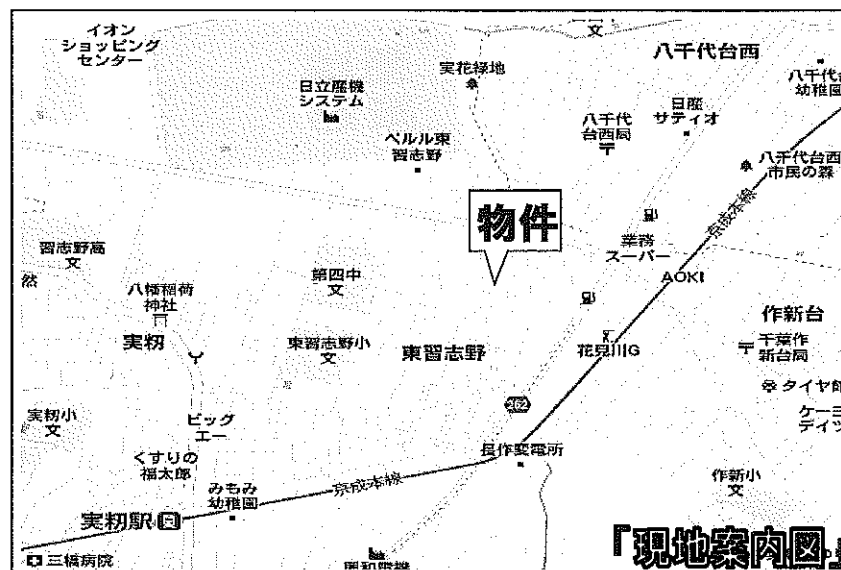 イオン
ショッピング
センター
文
八千代台西
日立産機
システム
実花緑地
八千代台
幼稚園
八千代
台西局
日産
サティオ
ベルル東
習志野
八千代台西
市民の森
物件
京成本線
業務
スーパー
習志野高
文
然
第四中
文
AOKI
八幡稲荷
神社
作新台
実籾
東習志野小
文
東習志野
花見川G
千葉作
新台局
タイヤ館
262
ケーヨ
デイツ
実籾小
文
ビッグ
エー
長作変電所
くすりの
福太郎
みもみ
幼稚園
京成本線
作新小
文
実籾駅
三橋病院
「現地案内図」